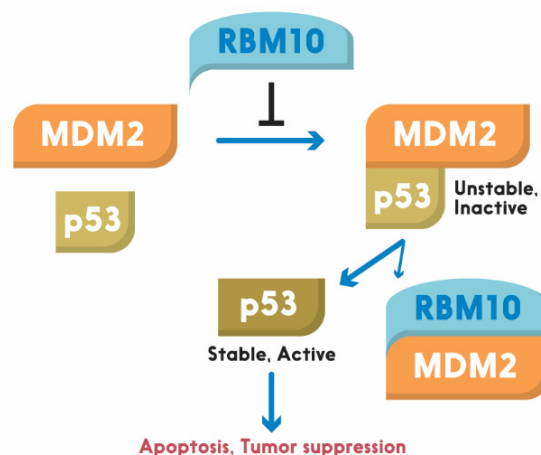 RBM10
MDM2
MDM2
p53
p53
Unstable,
Inactive
p53
Stable, Active
RBM10
MDM2
Apoptosis, Tumor suppression